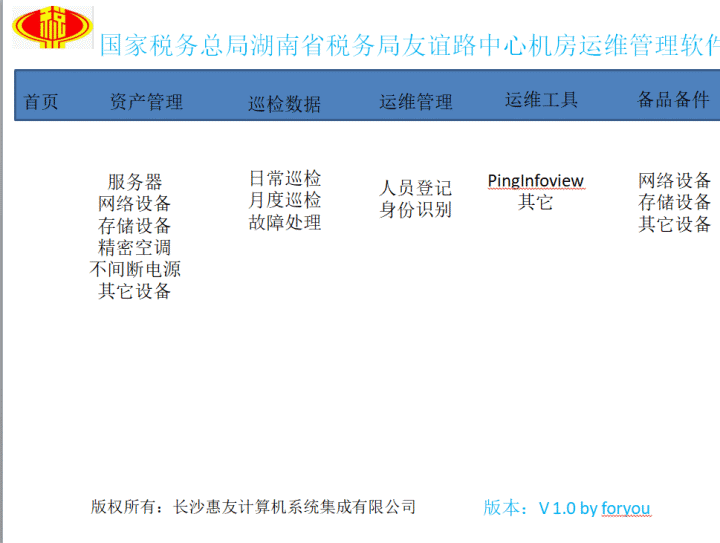 国家税务总局湖南省税务局友谊路中心机房运维管理软件
首页 资产管理 巡检数据 运维管理 运维工具 备品备件
服务器
网络设备
存储设备
精密空调
不间断电源
其它设备
日常巡检
月度巡检
故障处理
人员登记
身份识别
PingInfoview
其它
网络设备
存储设备
其它设备
版权所有：长沙惠友计算机系统集成有限公司
版本：V 1.0 by foryou